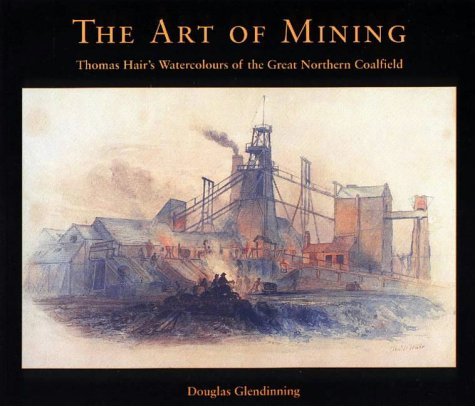 The Art of Mining
Thomas Hair's Watercolours of the Great Northern Coalfield
Douglas Glendinning